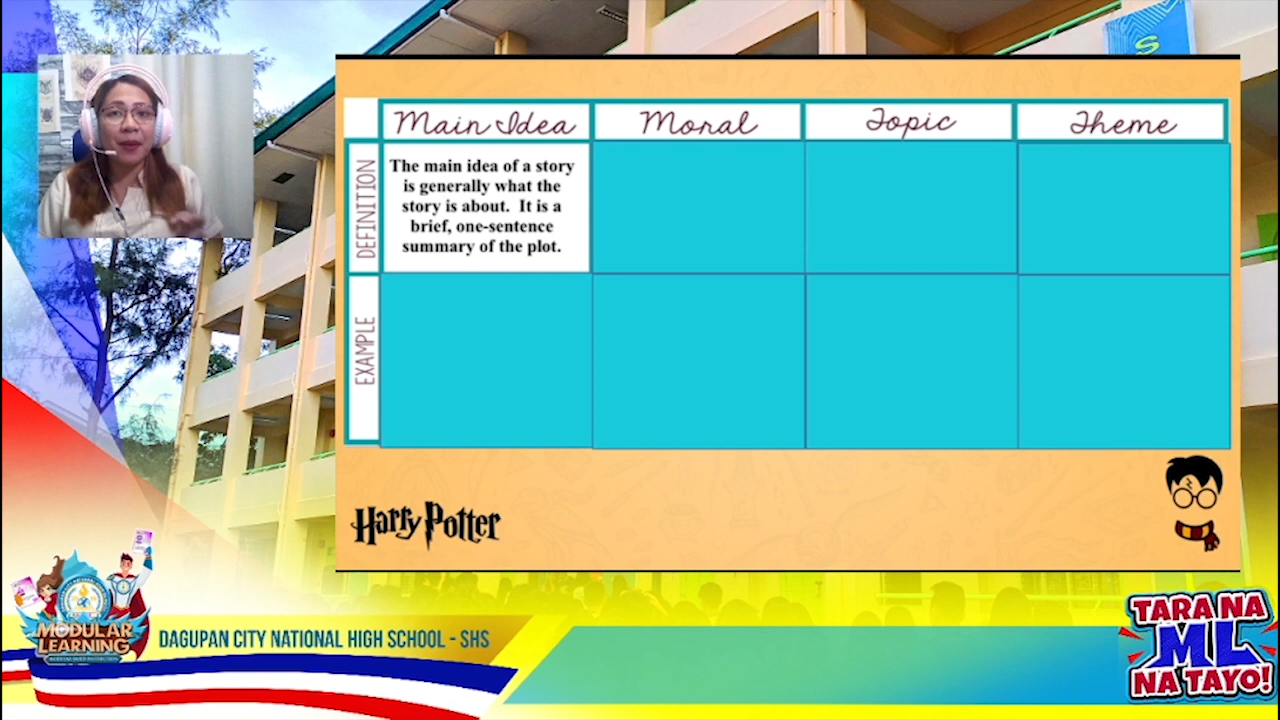 Main Idea
Moral
Topic
Theme
DEFINITION
The main idea of a story
is generally what the
story is about. It is a
brief, one-sentence
summary of the plot.
EXAMPLE
Harry Potter
MODULAR
LEARNING
DAGUPAN CITY NATIONAL HIGH SCHOOL - SHS
TARA NA
ML
NA TAYO!